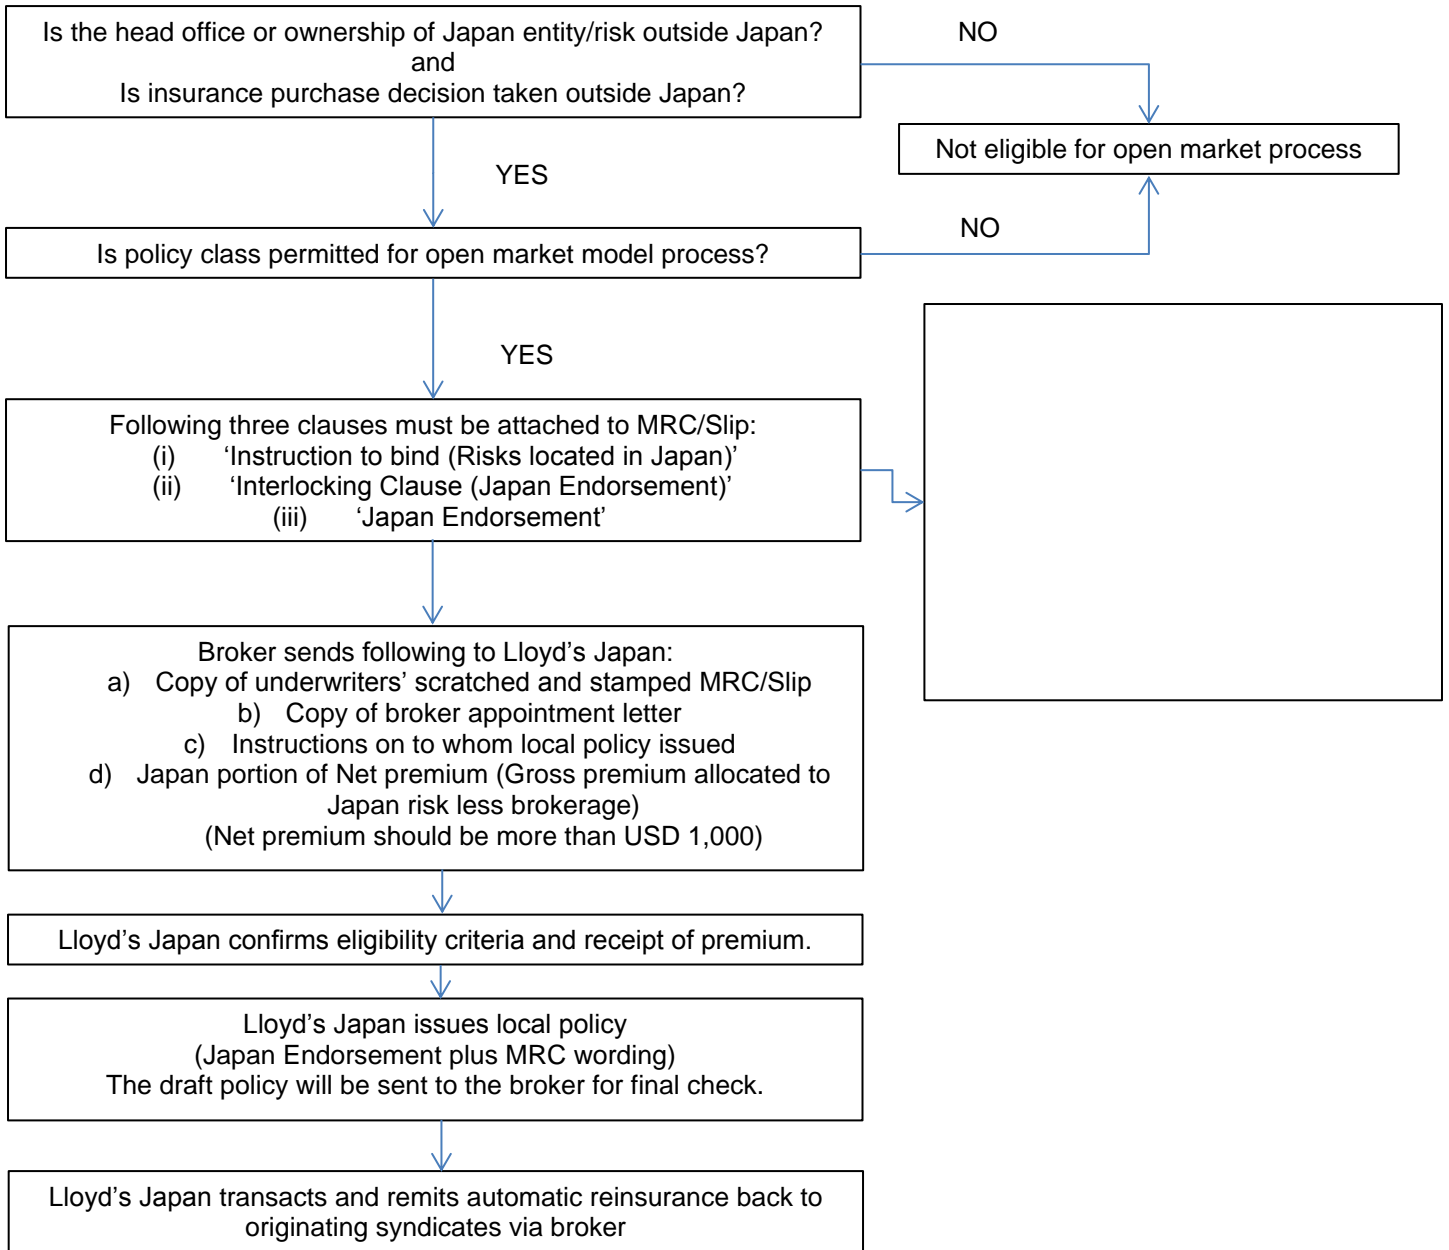 Is the head office or ownership of Japan entity/risk outside Japan?
and
Is insurance purchase decision taken outside Japan?
NO
Not eligible for open market process
YES
Is policy class permitted for open market model process?
NO
YES
Following three clauses must be attached to MRC/Slip:
(i) ‘Instruction to bind (Risks located in Japan)’
(ii) ‘Interlocking Clause (Japan Endorsement)’
(iii) ‘Japan Endorsement’
Broker sends following to Lloyd’s Japan:
a) Copy of underwriters’ scratched and stamped MRC/Slip
b) Copy of broker appointment letter
c) Instructions on to whom local policy issued
d) Japan portion of Net premium (Gross premium allocated to
Japan risk less brokerage)
(Net premium should be more than USD 1,000)
Lloyd’s Japan confirms eligibility criteria and receipt of premium.
Lloyd’s Japan issues local policy
(Japan Endorsement plus MRC wording)
The draft policy will be sent to the broker for final check.
Lloyd’s Japan transacts and remits automatic reinsurance back to
originating syndicates via broker